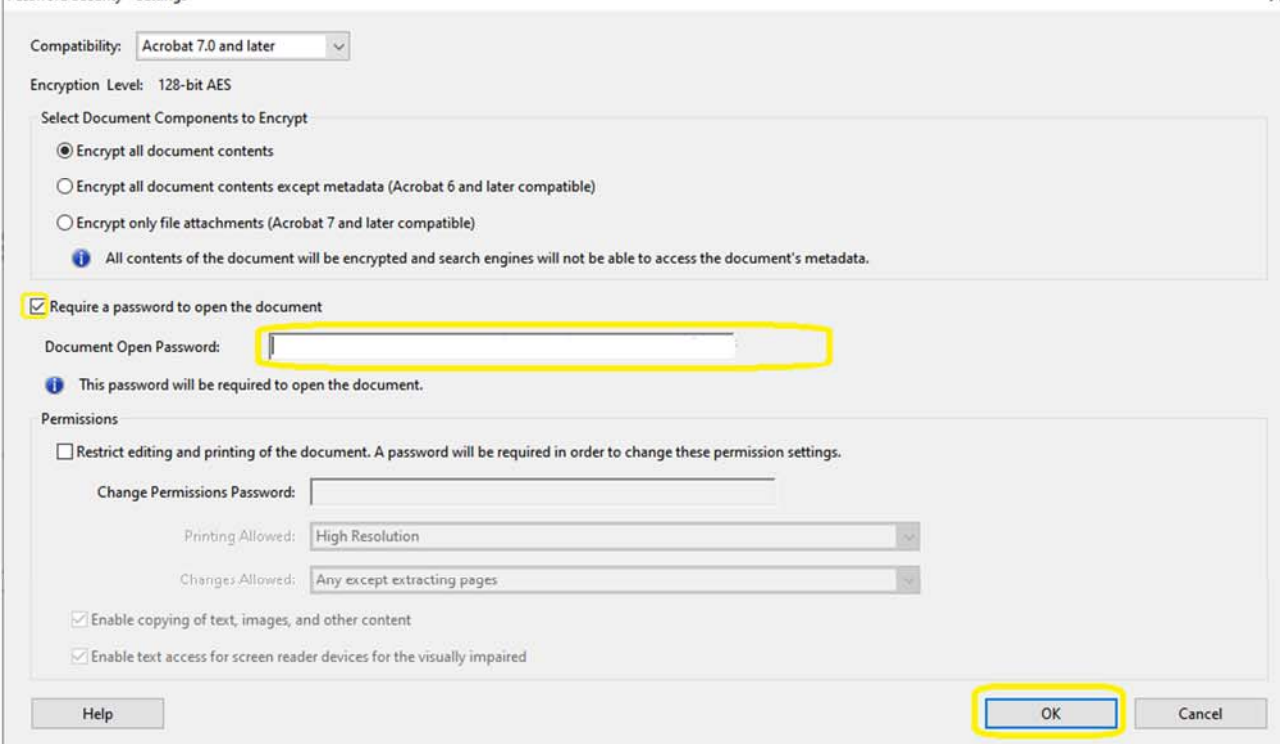 Compatibility: Acrobat 7.0 and later
Encryption Level: 128-bit AES
Select Document Components to Encrypt
Encrypt all document contents
Encrypt all document contents except metadata (Acrobat 6 and later compatible)
Encrypt only file attachments (Acrobat 7 and later compatible)
All contents of the document will be encrypted and search engines will not be able to access the document's metadata.
Require a password to open the document
Document Open Password:
This password will be required to open the document.
Permissions
Restrict editing and printing of the document. A password will be required in order to change these permission settings.
Change Permissions Password:
Printing Allowed: High Resolution
Changes Allowed: Any except extracting pages
Enable copying of text, images, and other content
Enable text access for screen reader devices for the visually impaired
Help OK Cancel